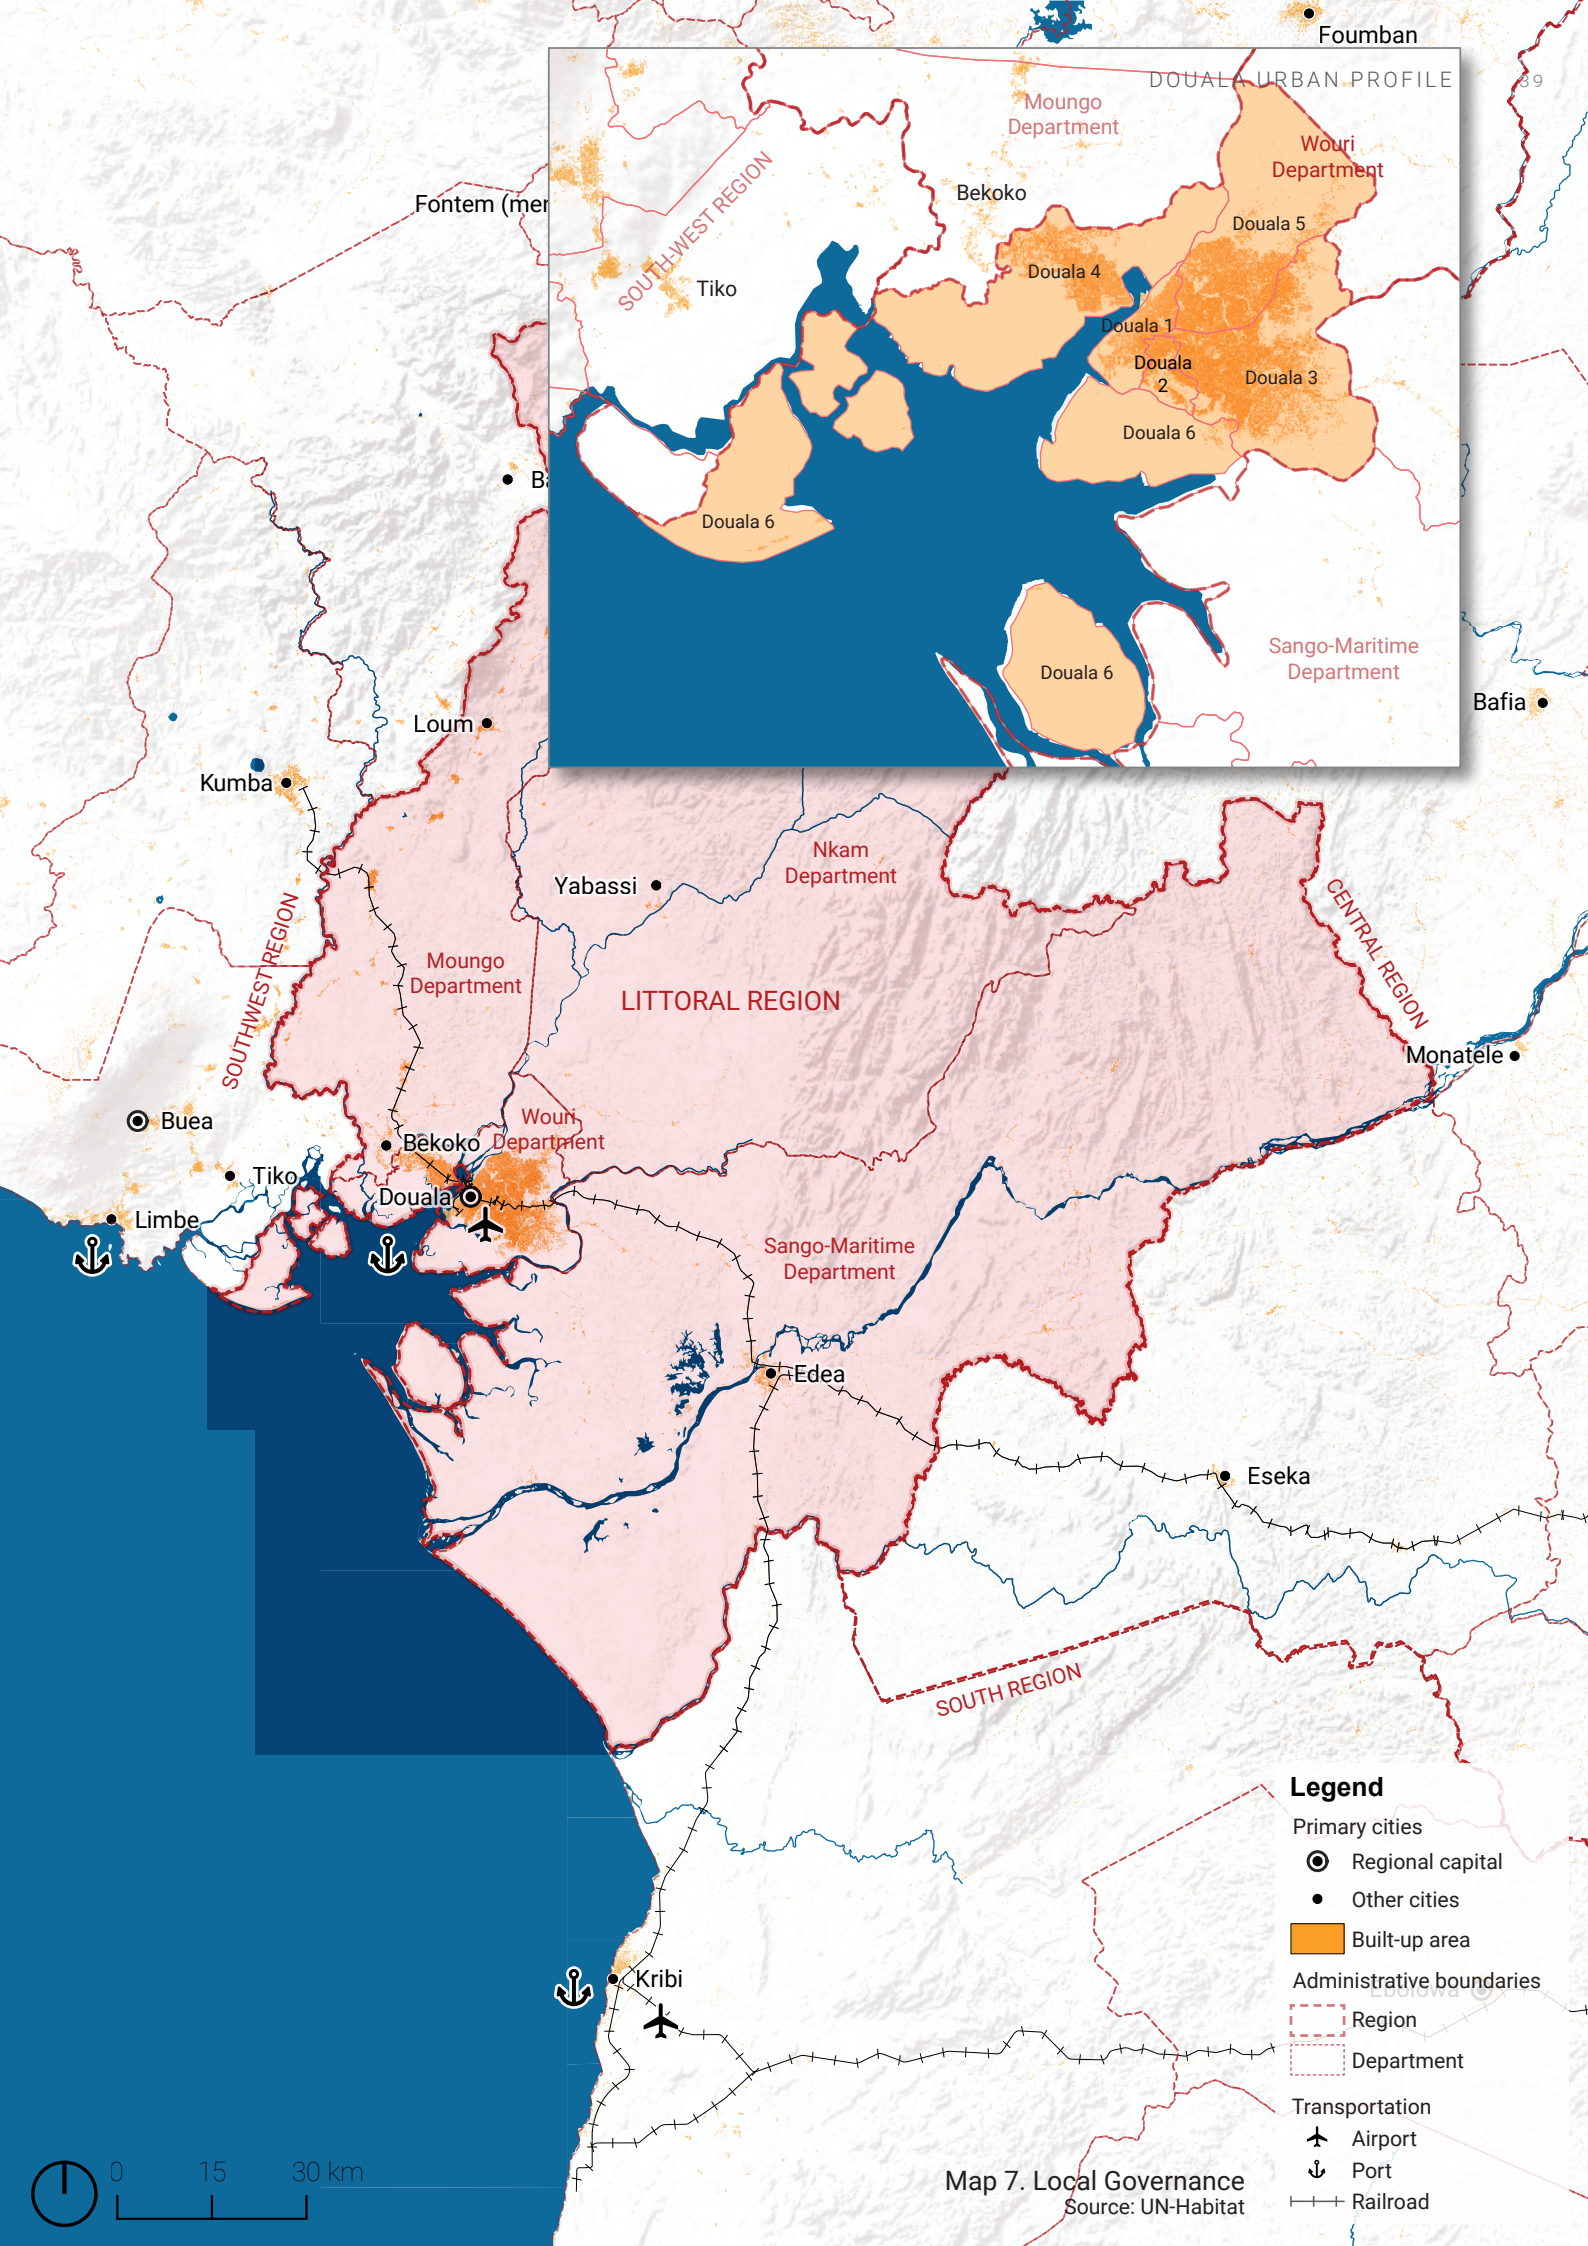 Foumban
DOUALA URBAN PROFILE
39
Moungo
Department
Wouri
Department
SOUTH-WEST REGION
Bekoko
Fontem (mer
Douala 5
Douala 4
Tiko
Douala 1
Douala
2
Douala 3
Douala 6
Ba
Douala 6
Sango-Maritime
Department
Douala 6
Bafia
Loum
Kumba
Nkam
Department
Yabassi
CENTRAL REGION
SOUTHWEST REGION
Moungo
Department
LITTORAL REGION
Monatele
Buea
Wouri
Department
Bekoko
Tiko
Douala
Limbe
Sango-Maritime
Department
Edea
Eseka
SOUTH REGION
Legend
Primary cities
Regional capital
Other cities
Built-up area
Administrative boundaries
Ebolowa
Region
Department
Transportation
Airport
Port
Railroad
Kribi
0 15 30 km
Map 7. Local Governance
Source: UN-Habitat